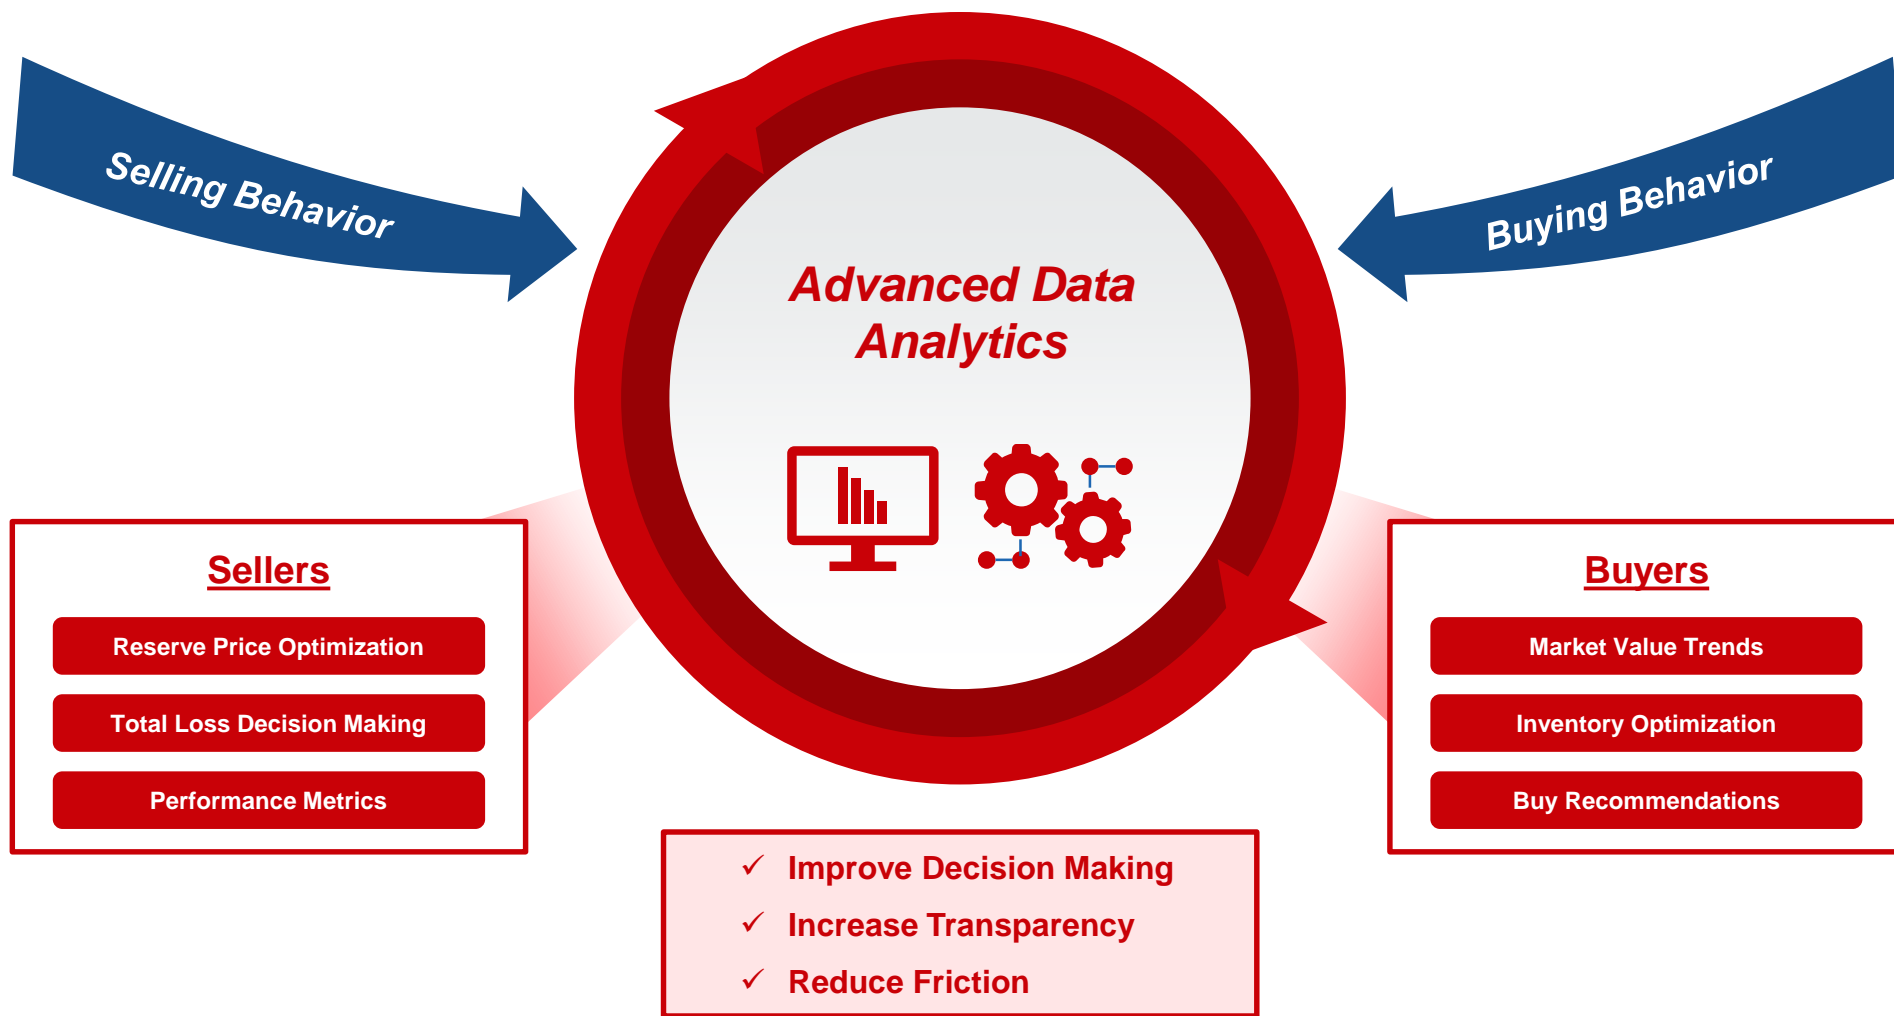 Selling Behavior
Buying Behavior
Advanced Data
Analytics
Sellers
Reserve Price Optimization
Total Loss Decision Making
Performance Metrics
Buyers
Market Value Trends
Inventory Optimization
Buy Recommendations
✓ Improve Decision Making
✓ Increase Transparency
✓ Reduce Friction